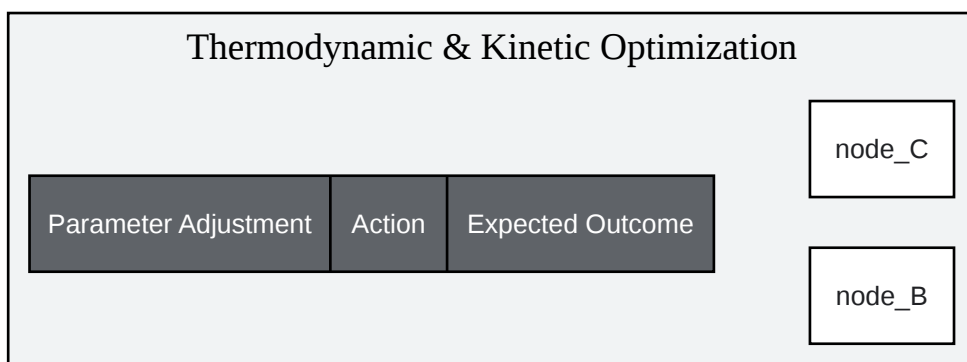 Thermodynamic & Kinetic Optimization
node_C
Parameter Adjustment Action Expected Outcome
node_B